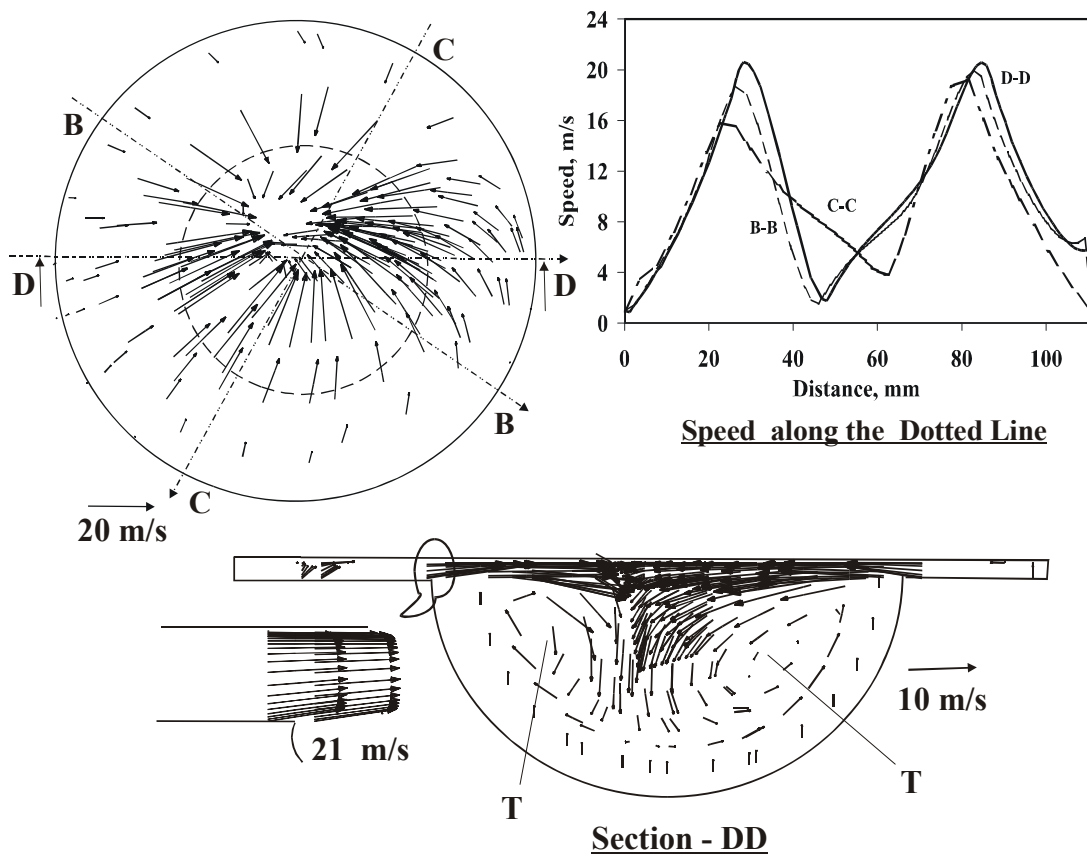 C
B
D
D
B
C
20 m/s
24
20
16
12
8
4
0
Speed, m/s
D-D
C-C
B-B
0 20 40 60 80 100
Distance, mm
Speed along the Dotted Line
21 m/s
10 m/s
T
T
Section - DD